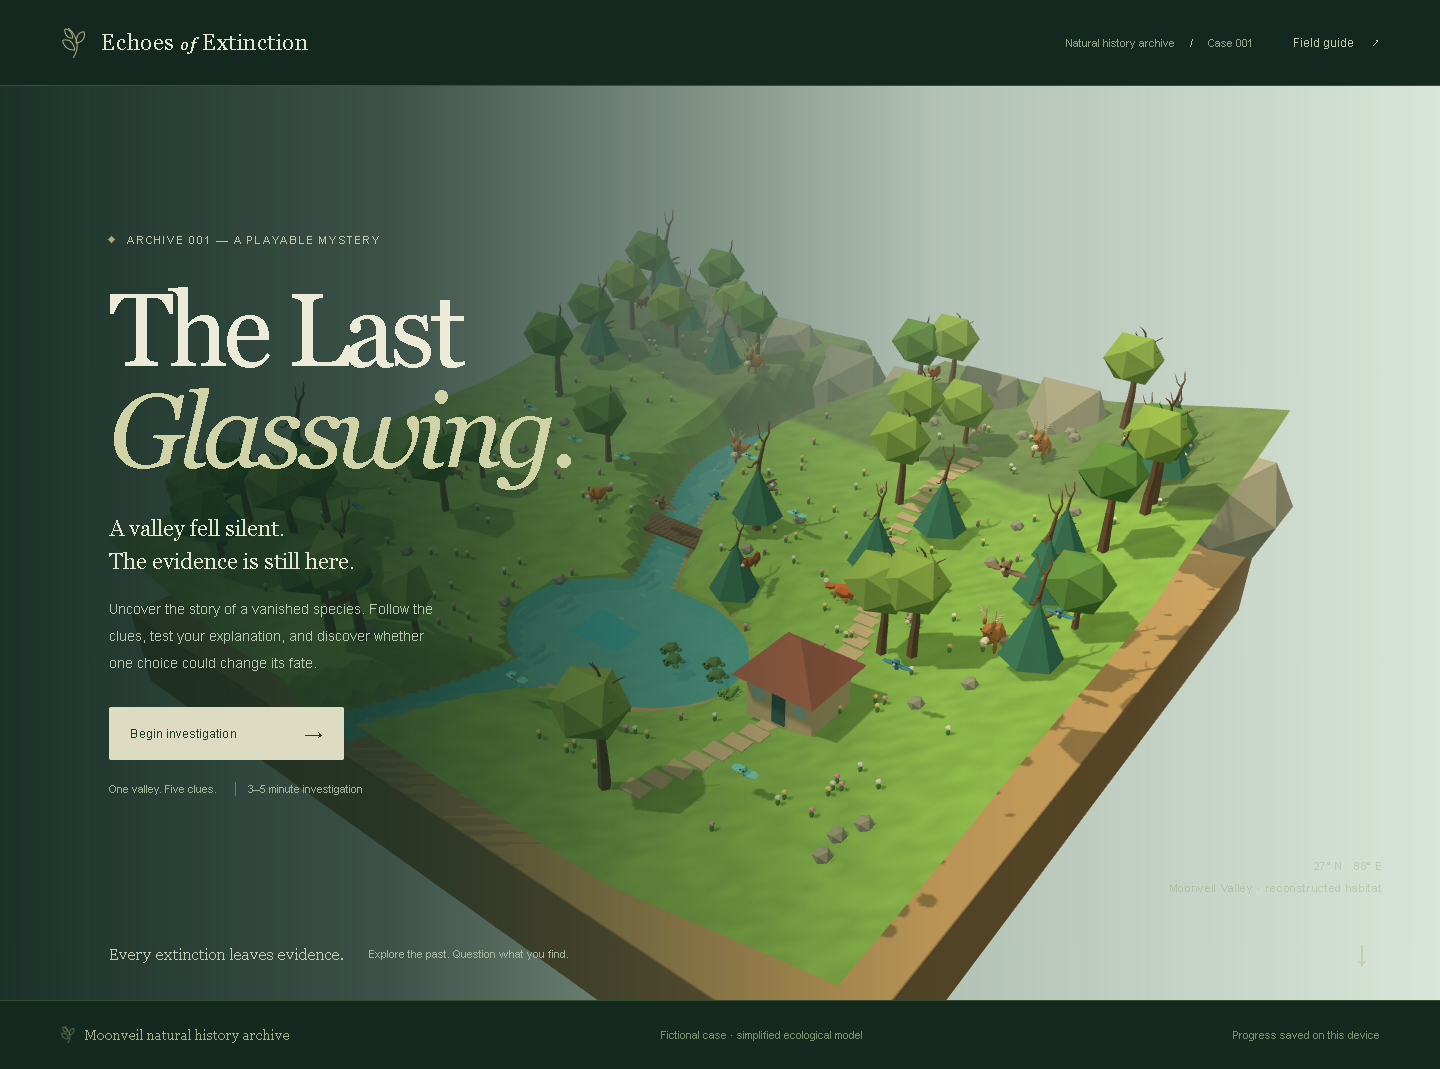 Echoes of Extinction
Natural history archive / Case 001 Field guide ↗
ARCHIVE 001 — A PLAYABLE MYSTERY
The Last
Glasswing.
A valley fell silent.
The evidence is still here.
Uncover the story of a vanished species. Follow the
clues, test your explanation, and discover whether
one choice could change its fate.
Begin investigation →
One valley. Five clues. | 3–5 minute investigation
27° N 88° E
Moonveil Valley · reconstructed habitat
Every extinction leaves evidence. Explore the past. Question what you find.
↓
Moonveil natural history archive Fictional case · simplified ecological model Progress saved on this device